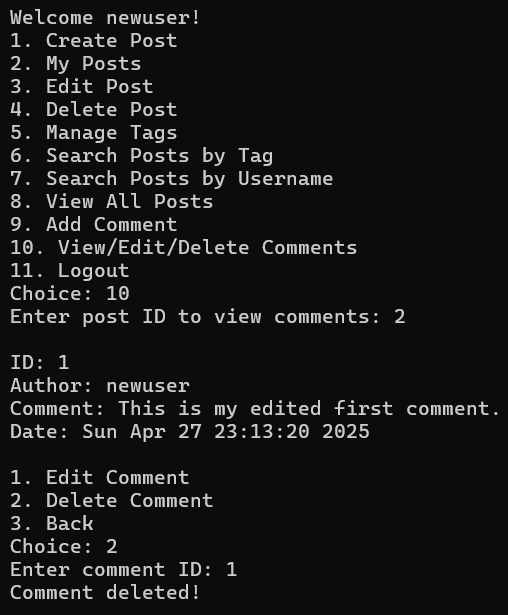 Welcome newuser!
1. Create Post
2. My Posts
3. Edit Post
4. Delete Post
5. Manage Tags
6. Search Posts by Tag
7. Search Posts by Username
8. View All Posts
9. Add Comment
10. View/Edit/Delete Comments
11. Logout
Choice: 10
Enter post ID to view comments: 2

ID: 1
Author: newuser
Comment: This is my edited first comment.
Date: Sun Apr 27 23:13:20 2025

1. Edit Comment
2. Delete Comment
3. Back
Choice: 2
Enter comment ID: 1
Comment deleted!